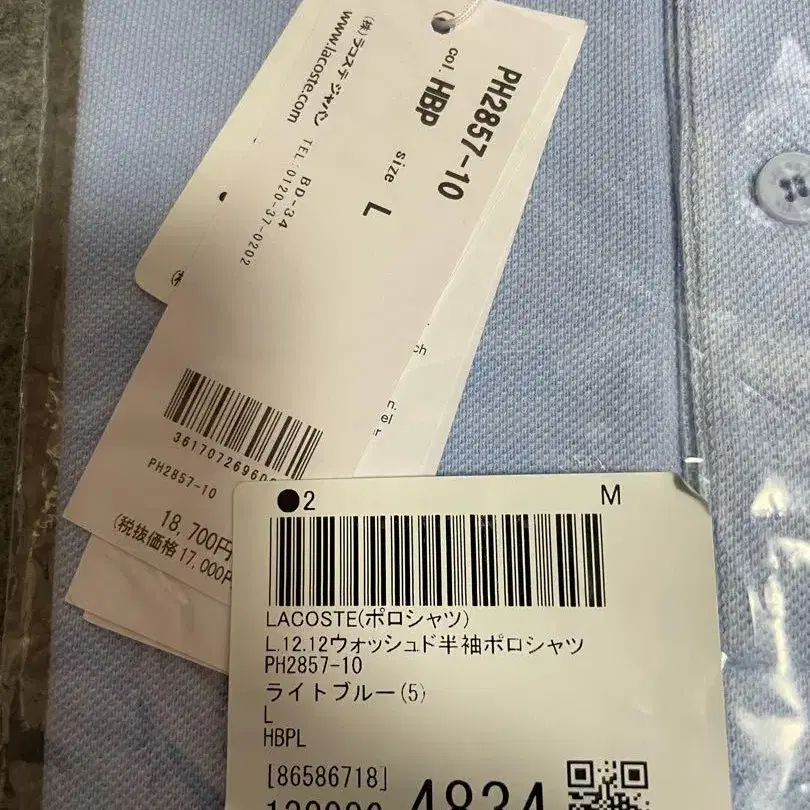 PH2857-10
col. HBP
size L
BD-34
TEL:0120-37-0202
(株)ラコステ ジャパン
www.lacoste.com
ch
n.
el
r
PH2857-10
18,700円
(税抜価格 17,000円
●2 M
LACOSTE(ポロシャツ)
L.12.12ウォッシュド半袖ポロシャツ
PH2857-10
ライトブルー(5)
L
HBPL
[86586718]
4834